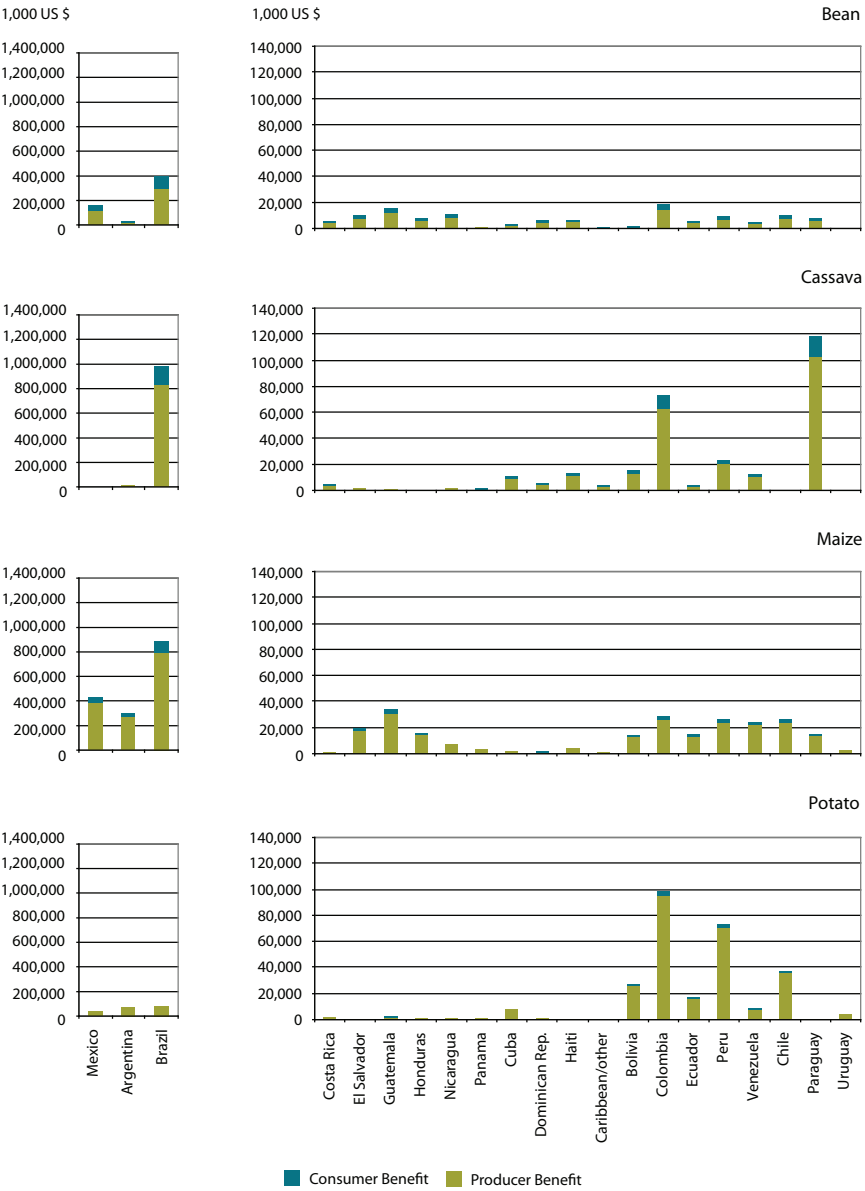 1,000 US $
1,000 US $
Bean
1,400,000
1,200,000
1,000,000
800,000
600,000
400,000
200,000
0
140,000
120,000
100,000
80,000
60,000
40,000
20,000
0
Cassava
1,400,000
1,200,000
1,000,000
800,000
600,000
400,000
200,000
0
140,000
120,000
100,000
80,000
60,000
40,000
20,000
0
Maize
1,400,000
1,200,000
1,000,000
800,000
600,000
400,000
200,000
0
140,000
120,000
100,000
80,000
60,000
40,000
20,000
0
Potato
1,400,000
1,200,000
1,000,000
800,000
600,000
400,000
200,000
0
140,000
120,000
100,000
80,000
60,000
40,000
20,000
0
Mexico
Argentina
Brazil
Costa Rica
El Salvador
Guatemala
Honduras
Nicaragua
Panama
Cuba
Dominican Rep.
Haiti
Caribbean/other
Bolivia
Colombia
Ecuador
Peru
Venezuela
Chile
Paraguay
Uruguay
Consumer Benefit
Producer Benefit